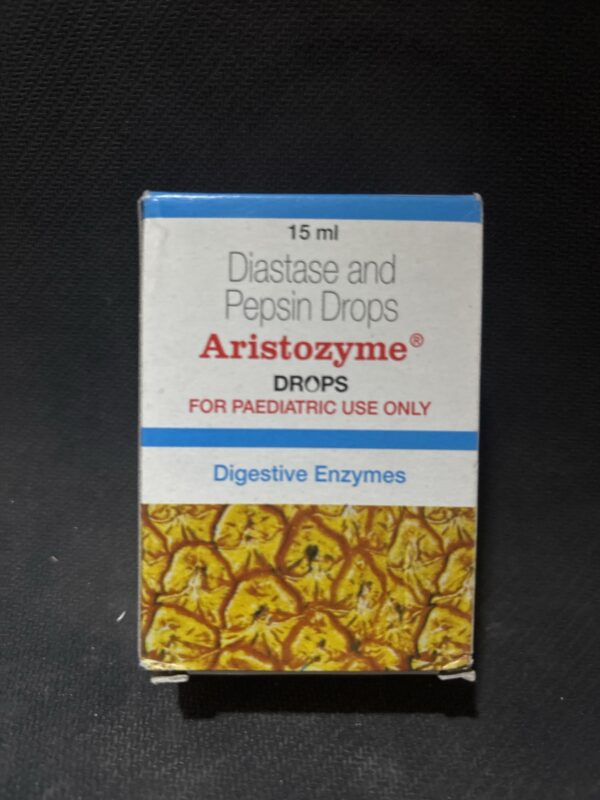 15 ml
Diastase and
Pepsin Drops
Aristozyme®
DROPS
FOR PAEDIATRIC USE ONLY
Digestive Enzymes